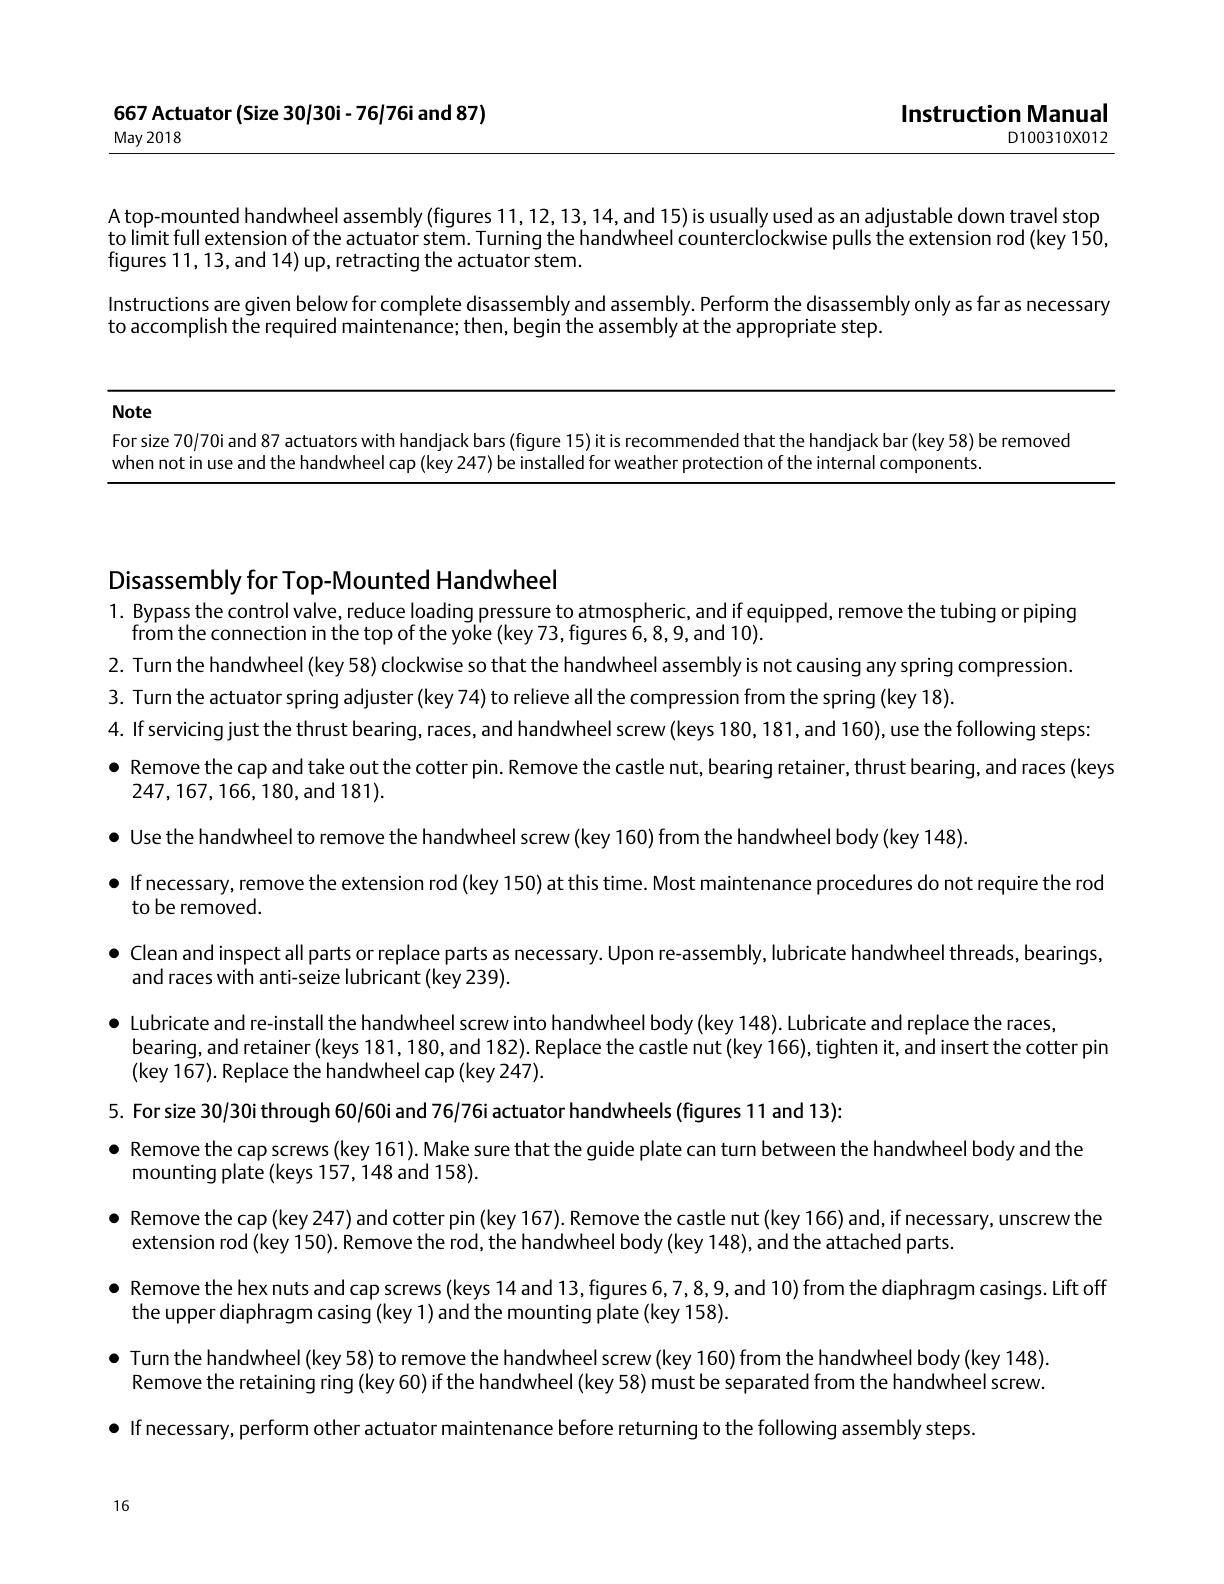 667 Actuator (Size 30/30i - 76/76i and 87)
Instruction Manual
May 2018
D100310X012
A top-mounted handwheel assembly (figures 11, 12, 13, 14, and 15) is usually used as an adjustable down travel stop
to limit full extension of the actuator stem. Turning the handwheel counterclockwise pulls the extension rod (key 150,
figures 11, 13, and 14) up, retracting the actuator stem.
Instructions are given below for complete disassembly and assembly. Perform the disassembly only as far as necessary
to accomplish the required maintenance; then, begin the assembly at the appropriate step.
Note
For size 70/70i and 87 actuators with handjack bars (figure 15) it is recommended that the handjack bar (key 58) be removed
when not in use and the handwheel cap (key 247) be installed for weather protection of the internal components.
Disassembly for Top-Mounted Handwheel
1. Bypass the control valve, reduce loading pressure to atmospheric, and if equipped, remove the tubing or piping
from the connection in the top of the yoke (key 73, figures 6, 8, 9, and 10).
2. Turn the handwheel (key 58) clockwise so that the handwheel assembly is not causing any spring compression.
3. Turn the actuator spring adjuster (key 74) to relieve all the compression from the spring (key 18).
4. If servicing just the thrust bearing, races, and handwheel screw (keys 180, 181, and 160), use the following steps:
● Remove the cap and take out the cotter pin. Remove the castle nut, bearing retainer, thrust bearing, and races (keys
247, 167, 166, 180, and 181).
● Use the handwheel to remove the handwheel screw (key 160) from the handwheel body (key 148).
● If necessary, remove the extension rod (key 150) at this time. Most maintenance procedures do not require the rod
to be removed.
● Clean and inspect all parts or replace parts as necessary. Upon re-assembly, lubricate handwheel threads, bearings,
and races with anti-seize lubricant (key 239).
● Lubricate and re-install the handwheel screw into handwheel body (key 148). Lubricate and replace the races,
bearing, and retainer (keys 181, 180, and 182). Replace the castle nut (key 166), tighten it, and insert the cotter pin
(key 167). Replace the handwheel cap (key 247).
5. For size 30/30i through 60/60i and 76/76i actuator handwheels (figures 11 and 13):
● Remove the cap screws (key 161). Make sure that the guide plate can turn between the handwheel body and the
mounting plate (keys 157, 148 and 158).
● Remove the cap (key 247) and cotter pin (key 167). Remove the castle nut (key 166) and, if necessary, unscrew the
extension rod (key 150). Remove the rod, the handwheel body (key 148), and the attached parts.
● Remove the hex nuts and cap screws (keys 14 and 13, figures 6, 7, 8, 9, and 10) from the diaphragm casings. Lift off
the upper diaphragm casing (key 1) and the mounting plate (key 158).
● Turn the handwheel (key 58) to remove the handwheel screw (key 160) from the handwheel body (key 148).
Remove the retaining ring (key 60) if the handwheel (key 58) must be separated from the handwheel screw.
● If necessary, perform other actuator maintenance before returning to the following assembly steps.
16